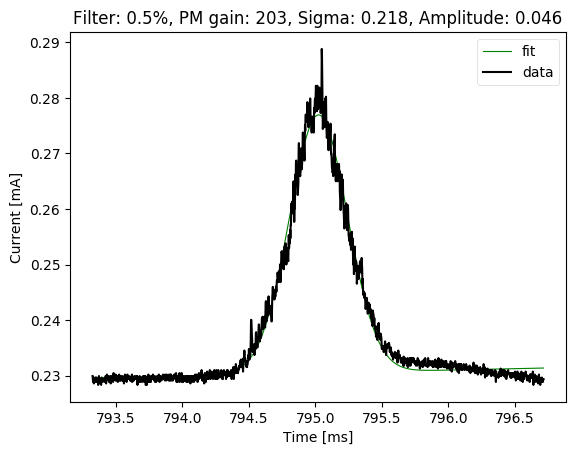 Filter: 0.5%, PM gain: 203, Sigma: 0.218, Amplitude: 0.046
fit
data
0.29
0.28
0.27
0.26
0.25
0.24
0.23
Current [mA]
793.5 794.0 794.5 795.0 795.5 796.0 796.5
Time [ms]